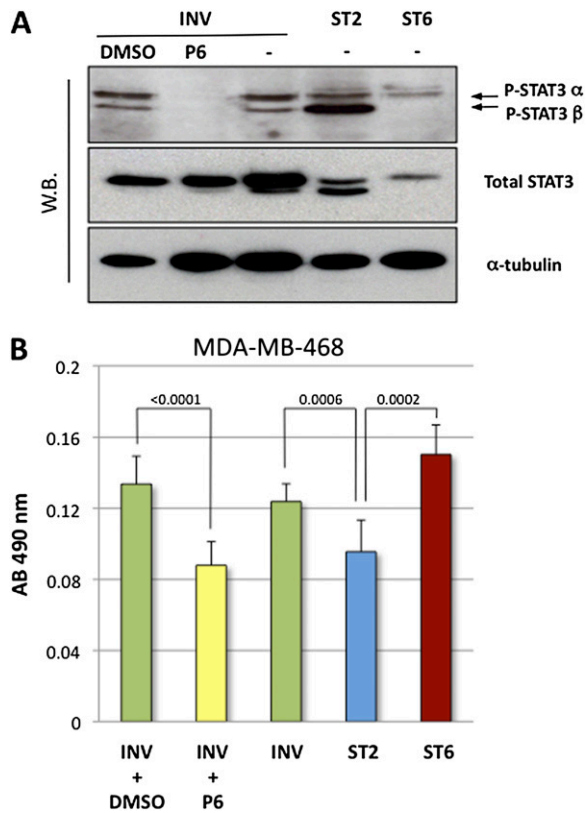 A
INV ST2 ST6
DMSO P6 - - -
P-STAT3 α
P-STAT3 β
W.B.
Total STAT3
α-tubulin
B
MDA-MB-468
0.2
<0.0001 0.0006 0.0002
0.16
0.12
0.08
0.04
0
AB 490 nm
INV + DMSO
INV + P6
INV
ST2
ST6